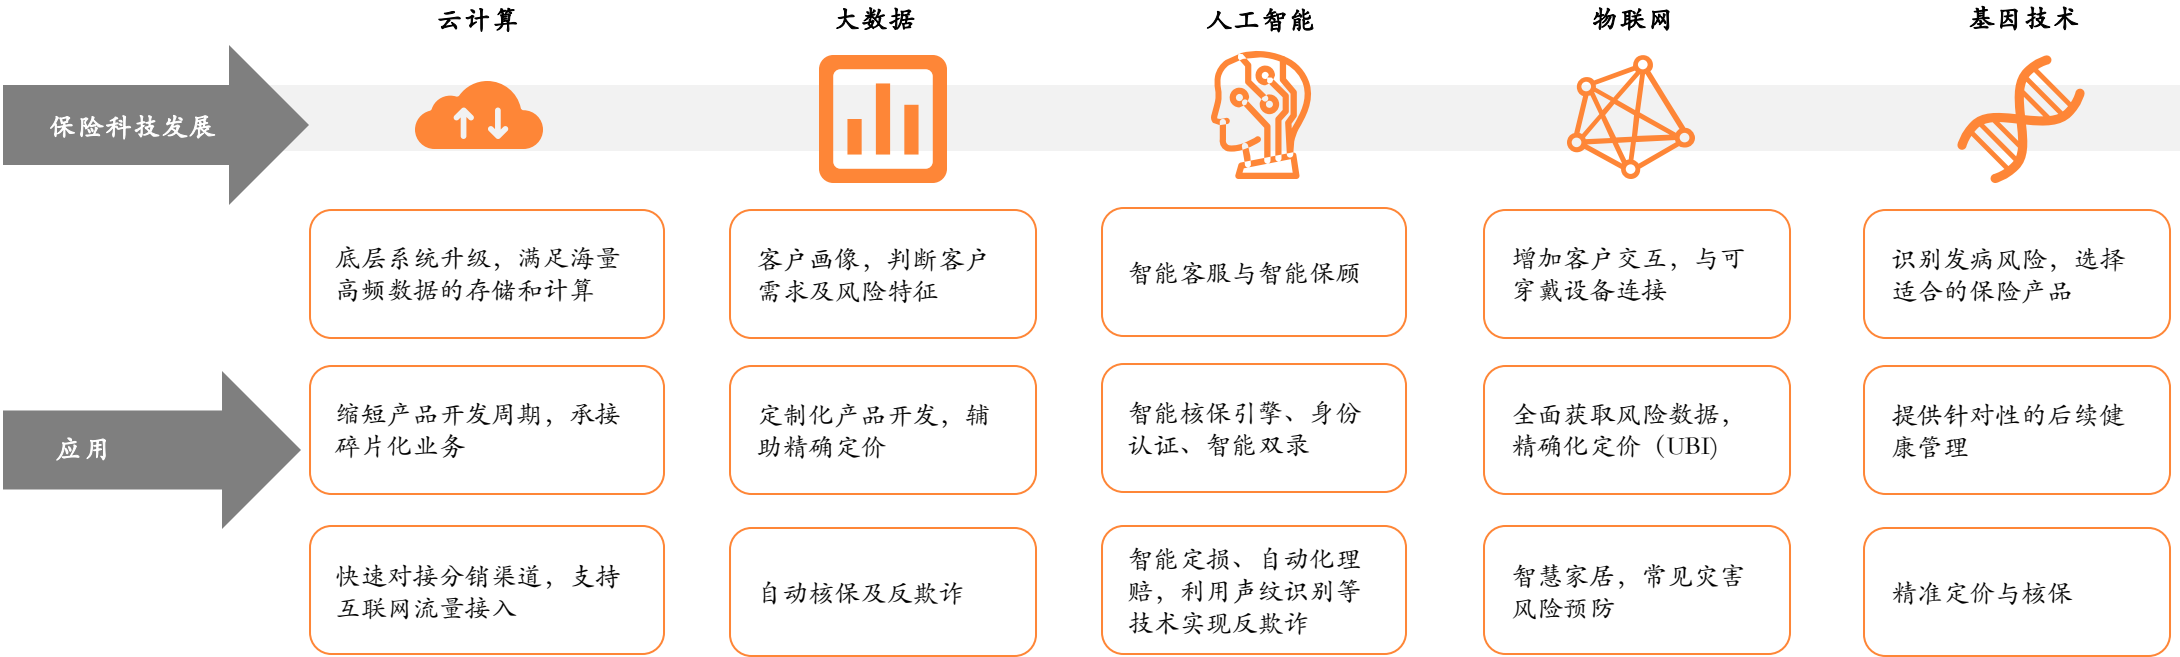 云计算
大数据
人工智能
物联网
基因技术
保险科技发展
底层系统升级，满足海量
高频数据的存储和计算
客户画像，判断客户
需求及风险特征
智能客服与智能保顾
增加客户交互，与可
穿戴设备连接
识别发病风险，选择
适合的保险产品
应用
缩短产品开发周期，承接
碎片化业务
定制化产品开发，辅
助精确定价
智能核保引擎、身份
认证、智能双录
全面获取风险数据，
精确化定价（UBI)
提供针对性的后续健
康管理
快速对接分销渠道，支持
互联网流量接入
自动核保及反欺诈
智能定损、自动化理
赔，利用声纹识别等
技术实现反欺诈
智慧家居，常见灾害
风险预防
精准定价与核保